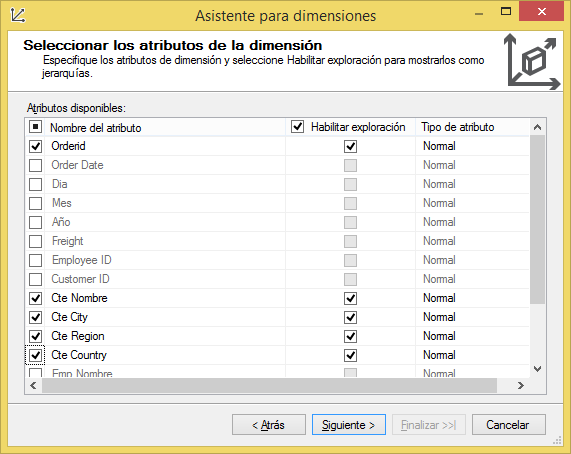 Asistente para dimensiones
Seleccionar los atributos de la dimensión
Especifique los atributos de dimensión y seleccione Habilitar exploración para mostrarlos como
jerarquías.
Atributos disponibles:
Nombre del atributo Habilitar exploración Tipo de atributo
Orderid Normal
Order Date Normal
Dia Normal
Mes Normal
Año Normal
Freight Normal
Employee ID Normal
Customer ID Normal
Cte Nombre Normal
Cte City Normal
Cte Region Normal
Cte Country Normal
Emp Nombre Normal
< Atrás Siguiente > Finalizar >>| Cancelar